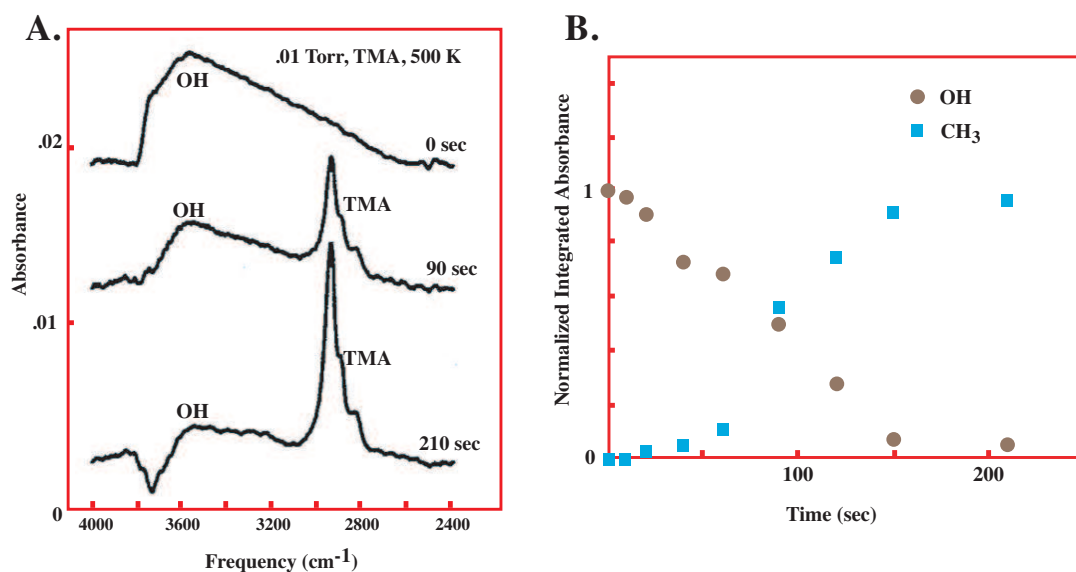 A.
.01 Torr, TMA, 500 K
OH
0 sec
.02
TMA
OH
90 sec
.01
TMA
OH
210 sec
0
4000 3600 3200 2800 2400
Absorbance
Frequency (cm-1)
B.
OH
CH3
1
0
100 200
Normalized Integrated Absorbance
Time (sec)